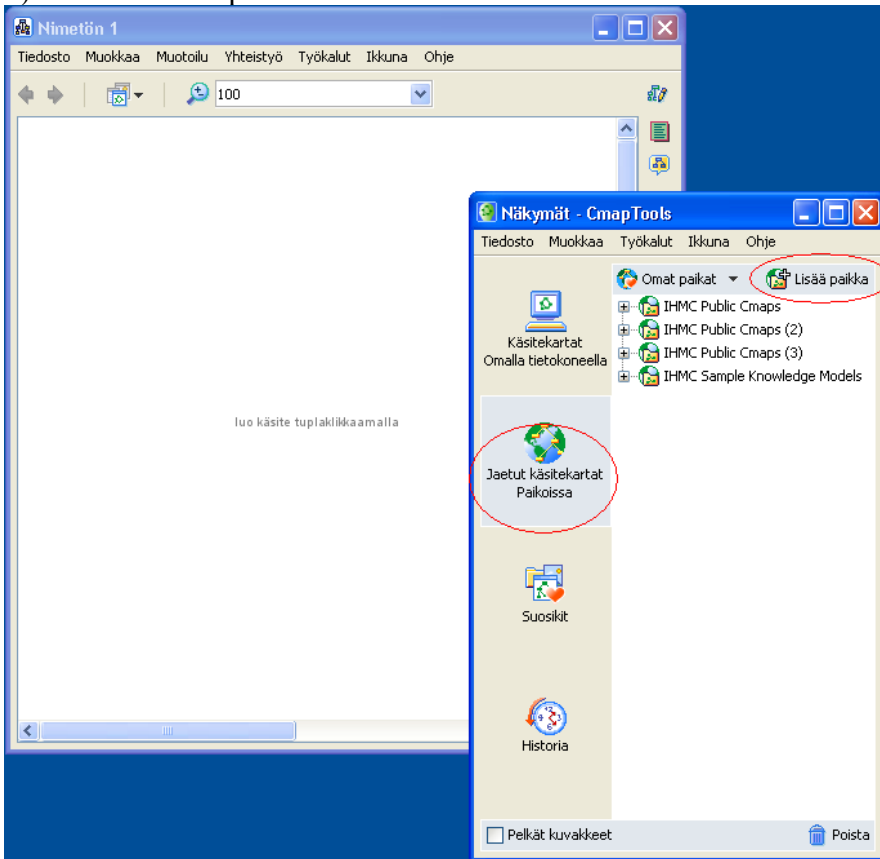 Nimetön 1
Tiedosto Muokkaa Muotoilu Yhteistyö Työkalut Ikkuna Ohje
100
luo käsite tuplaklikkaamalla
Näkymät - CmapTools
Tiedosto Muokkaa Työkalut Ikkuna Ohje
Omat paikat Lisää paikka
IHMC Public Cmaps
IHMC Public Cmaps (2)
IHMC Public Cmaps (3)
IHMC Sample Knowledge Models
Käsitekartat
Omalla tietokoneella
Jaetut käsitekartat
Paikoissa
Suosikit
Historia
Pelkät kuvakkeet Poista